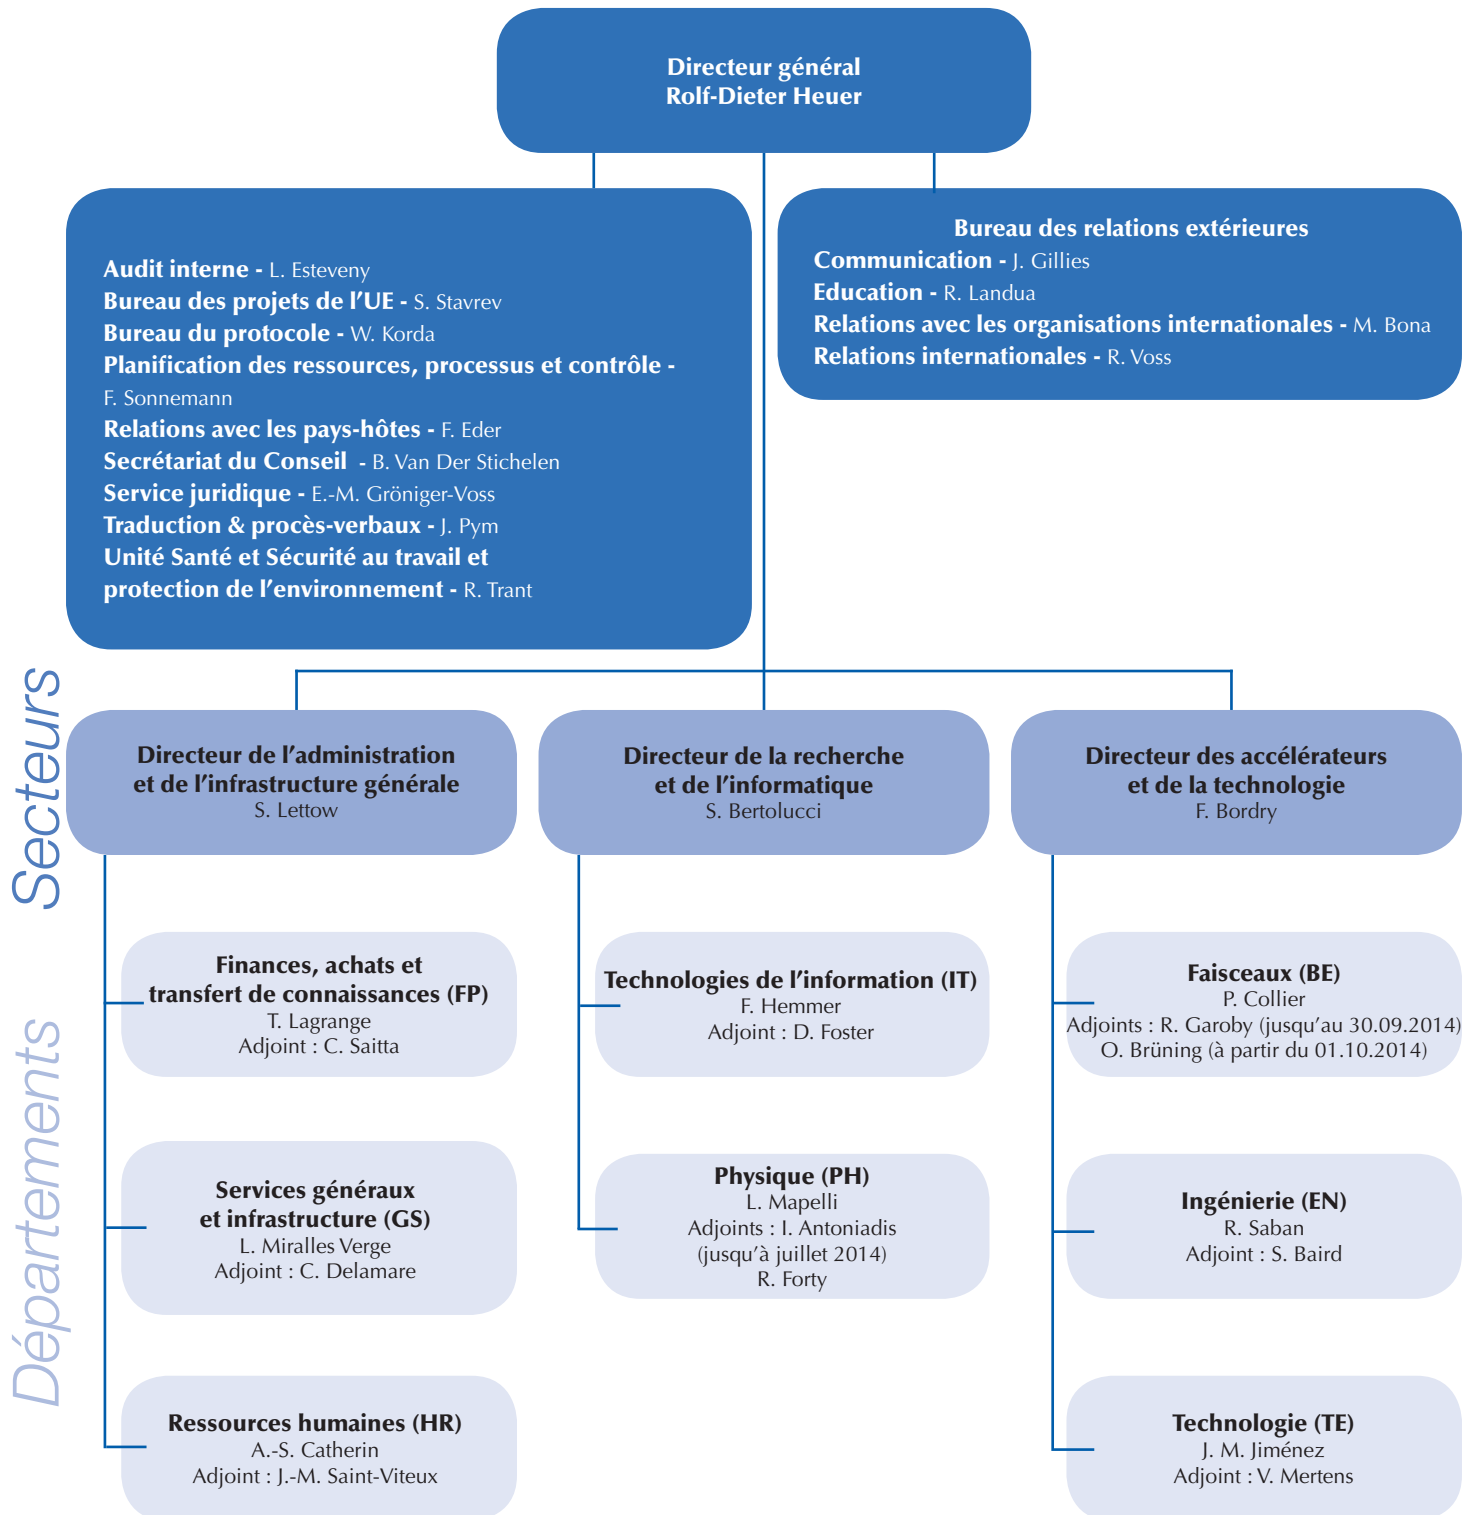 Directeur général
Rolf-Dieter Heuer
Audit interne - L. Esteveny
Bureau des projets de l’UE - S. Stavrev
Bureau du protocole - W. Korda
Planification des ressources, processus et contrôle -
F. Sonnemann
Relations avec les pays-hôtes - F. Eder
Secrétariat du Conseil - B. Van Der Stichelen
Service juridique - E.-M. Gröniger-Voss
Traduction & procès-verbaux - J. Pym
Unité Santé et Sécurité au travail et
protection de l’environnement - R. Trant
Bureau des relations extérieures
Communication - J. Gillies
Education - R. Landua
Relations avec les organisations internationales - M. Bona
Relations internationales - R. Voss
Secteurs
Directeur de l’administration
et de l’infrastructure générale
S. Lettow
Directeur de la recherche
et de l’informatique
S. Bertolucci
Directeur des accélérateurs
et de la technologie
F. Bordry
Départements
Finances, achats et
transfert de connaissances (FP)
T. Lagrange
Adjoint : C. Saitta
Services généraux
et infrastructure (GS)
L. Miralles Verge
Adjoint : C. Delamare
Ressources humaines (HR)
A.-S. Catherin
Adjoint : J.-M. Saint-Viteux
Technologies de l’information (IT)
F. Hemmer
Adjoint : D. Foster
Physique (PH)
L. Mapelli
Adjoints : I. Antoniadis
(jusqu’à juillet 2014)
R. Forty
Faisceaux (BE)
P. Collier
Adjoints : R. Garoby (jusqu’au 30.09.2014)
O. Brüning (à partir du 01.10.2014)
Ingénierie (EN)
R. Saban
Adjoint : S. Baird
Technologie (TE)
J. M. Jiménez
Adjoint : V. Mertens